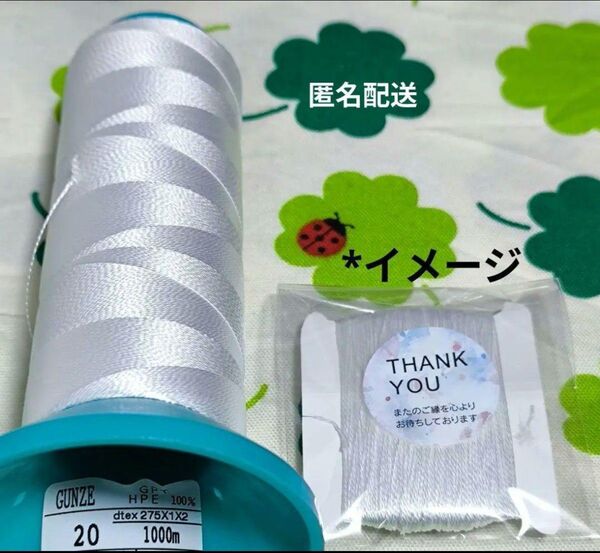 匿名配送
*イメージ
THANK
YOU
またのご縁を心より
お待ちしております
GUNZE
HPE 100%
dtex 275X1X2
20 1000m